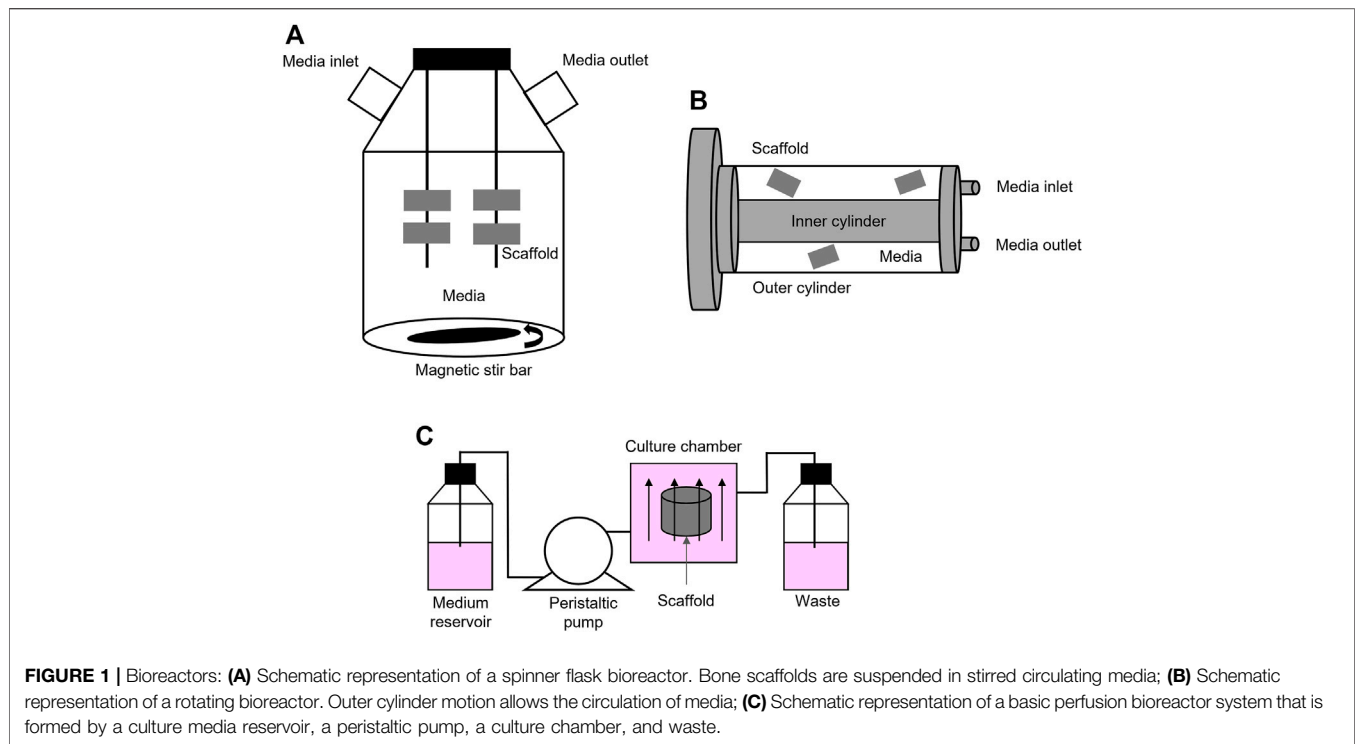 A
Media inlet
Media outlet
Scaffold
Media
Magnetic stir bar
B
Scaffold
Media inlet
Inner cylinder
Media outlet
Media
Outer cylinder
C
Culture chamber
Medium
reservoir
Peristaltic
pump
Scaffold
Waste
FIGURE 1 | Bioreactors: (A) Schematic representation of a spinner flask bioreactor. Bone scaffolds are suspended in stirred circulating media; (B) Schematic
representation of a rotating bioreactor. Outer cylinder motion allows the circulation of media; (C) Schematic representation of a basic perfusion bioreactor system that is
formed by a culture media reservoir, a peristaltic pump, a culture chamber, and waste.